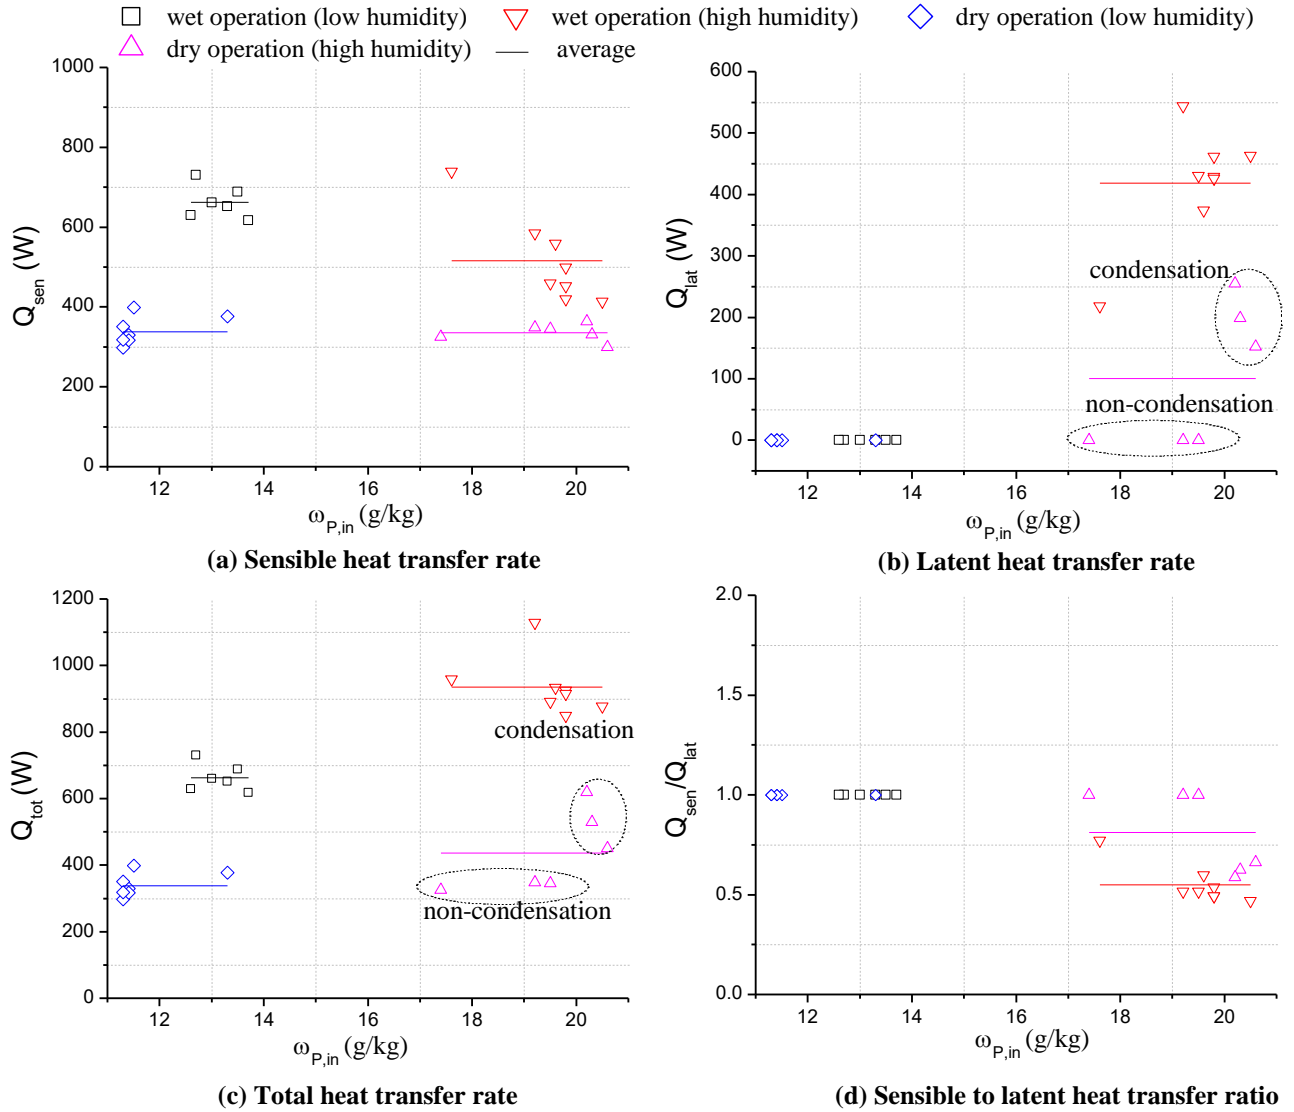 wet operation (low humidity) wet operation (high humidity) dry operation (low humidity)
dry operation (high humidity) average
1000
800
600
400
200
0
Q_sen (W)
12 14 16 18 20
ω_P,in (g/kg)
(a) Sensible heat transfer rate
600
500
400
300
200
100
0
Q_lat (W)
condensation
non-condensation
12 14 16 18 20
ω_P,in (g/kg)
(b) Latent heat transfer rate
1200
1000
800
600
400
200
0
Q_tot (W)
condensation
non-condensation
12 14 16 18 20
ω_P,in (g/kg)
(c) Total heat transfer rate
2.0
1.5
1.0
0.5
0.0
Q_sen/Q_lat
12 14 16 18 20
ω_P,in (g/kg)
(d) Sensible to latent heat transfer ratio